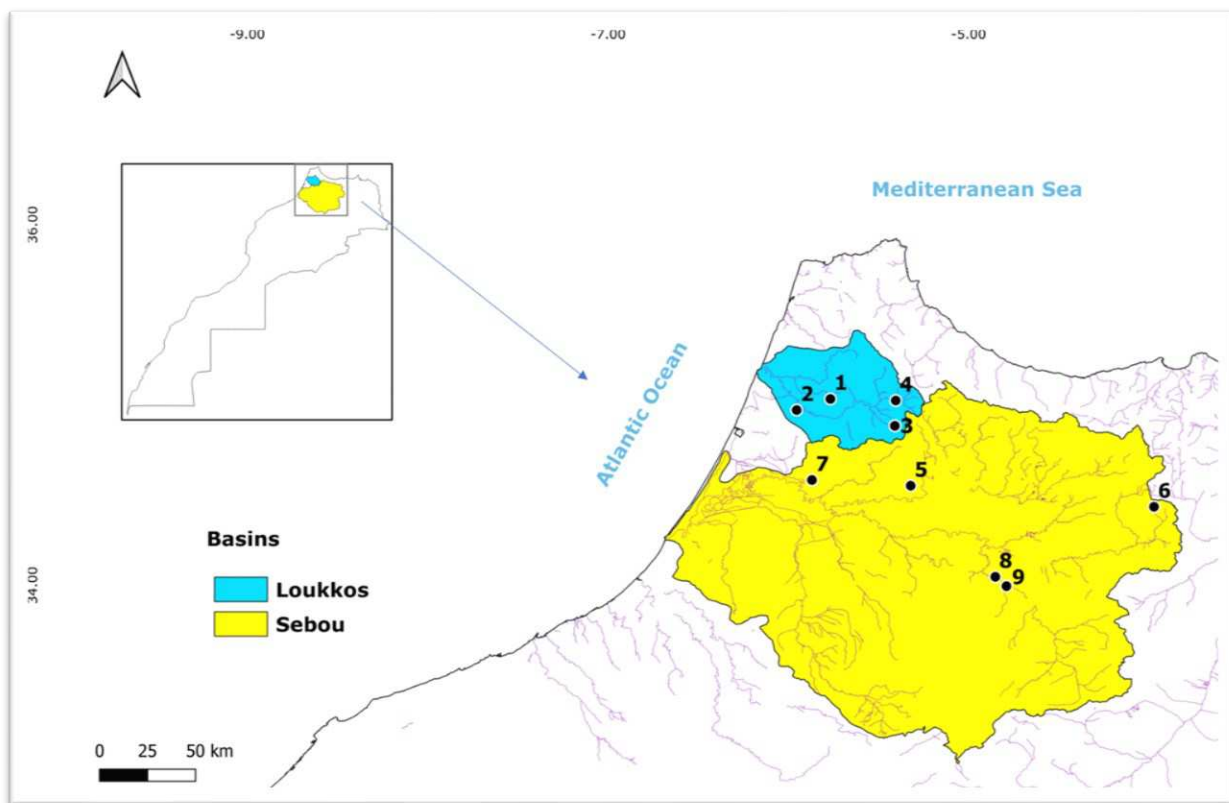 -9.00 -7.00 -5.00
Mediterranean Sea
36.00
Atlantic Ocean
1
2
4
3
7
5
6
8
9
34.00
Basins
Loukkos
Sebou
0 25 50 km